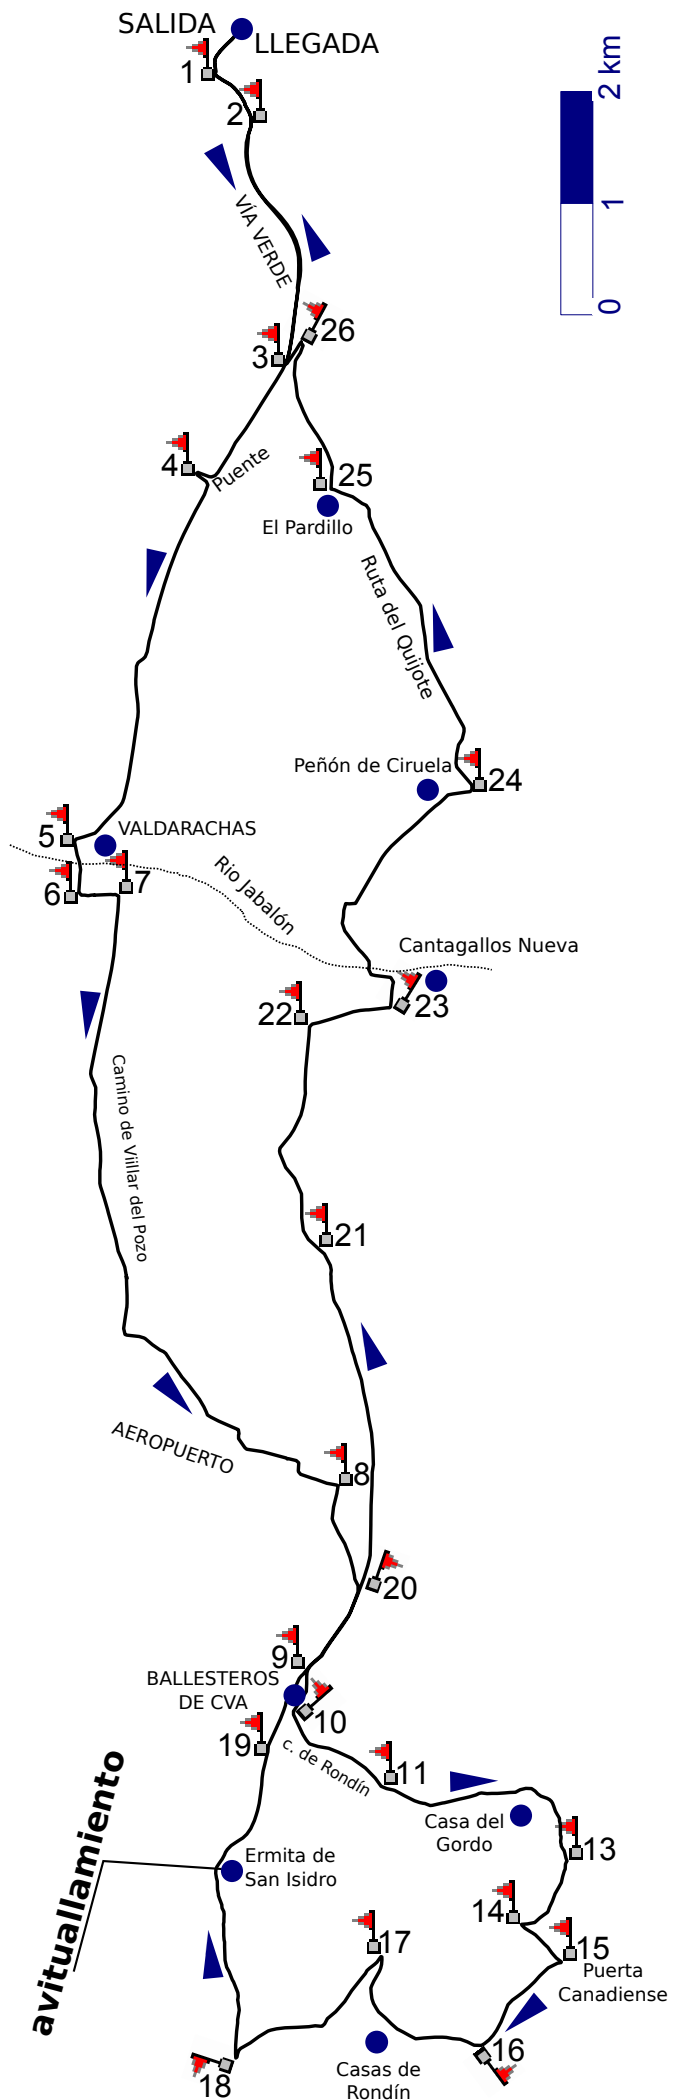 SALIDA
LLEGADA
1
2
2 km
1
0
VÍA VERDE
26
3
4
Puente
25
El Pardillo
Ruta del Quijote
Peñón de Ciruela
24
5
VALDARACHAS
6
7
Rio Jabalón
Cantagallos Nueva
22
23
Camino de Viillar del Pozo
21
AEROPUERTO
8
20
9
BALLESTEROS
DE CVA
10
19
c. de Rondín
11
Casa del
Gordo
13
avituallamiento
Ermita de
San Isidro
14
15
17
Puerta
Canadiense
16
18
Casas de
Rondín